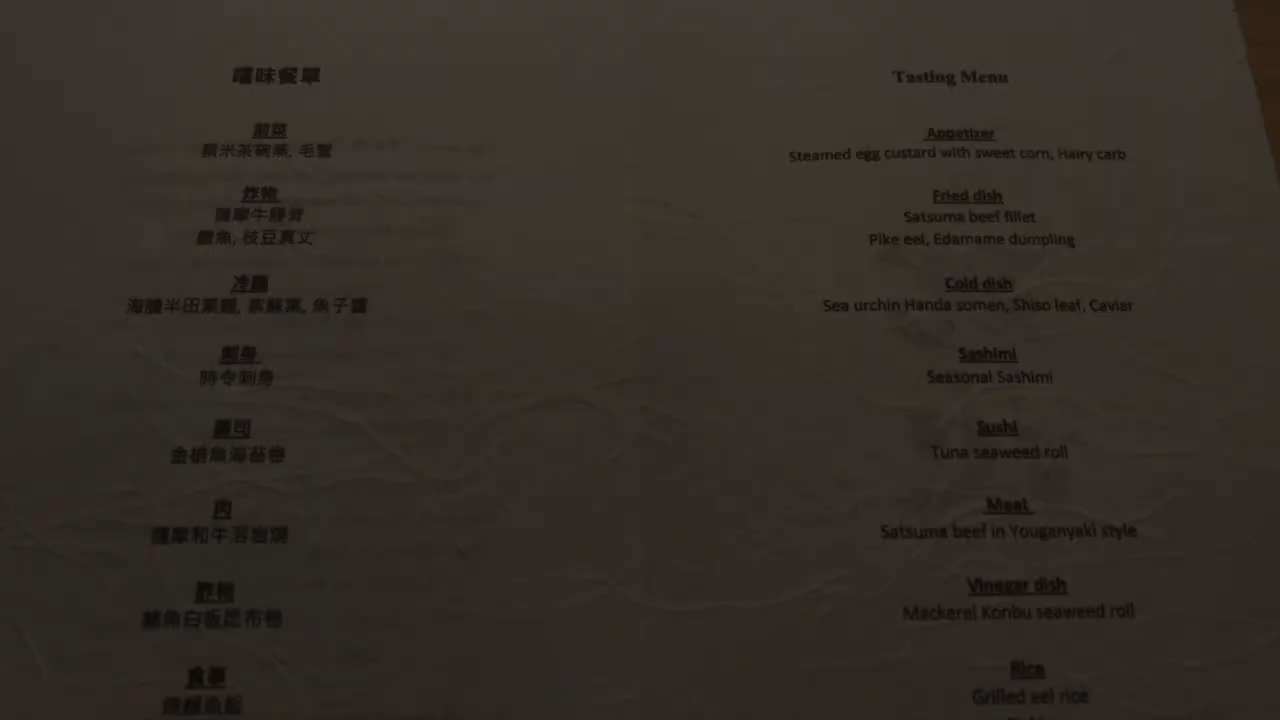 嚐味餐單
前菜
粟米茶碗蒸, 毛蟹
炸物
薩摩牛
鱧魚, 枝豆真丈
冷麵
海膽半田素麵, 紫蘇葉, 魚子醬
刺身
時令刺身
壽司
金槍魚海苔卷
肉
薩摩和牛溶岩燒
酢物
鯖魚白板昆布卷
食事
Tasting Menu
Appetizer
Steamed egg custard with sweet corn, Hairy carb
Fried dish
Satsuma beef fillet
Pike eel, Edamame dumpling
Cold dish
Sea urchin Handa somen, Shiso leaf, Caviar
Sashimi
Seasonal Sashimi
Sushi
Tuna seaweed roll
Meat
Satsuma beef in Youganyaki style
Vinegar dish
Mackerel Konbu seaweed roll
Rice
Grilled eel rice